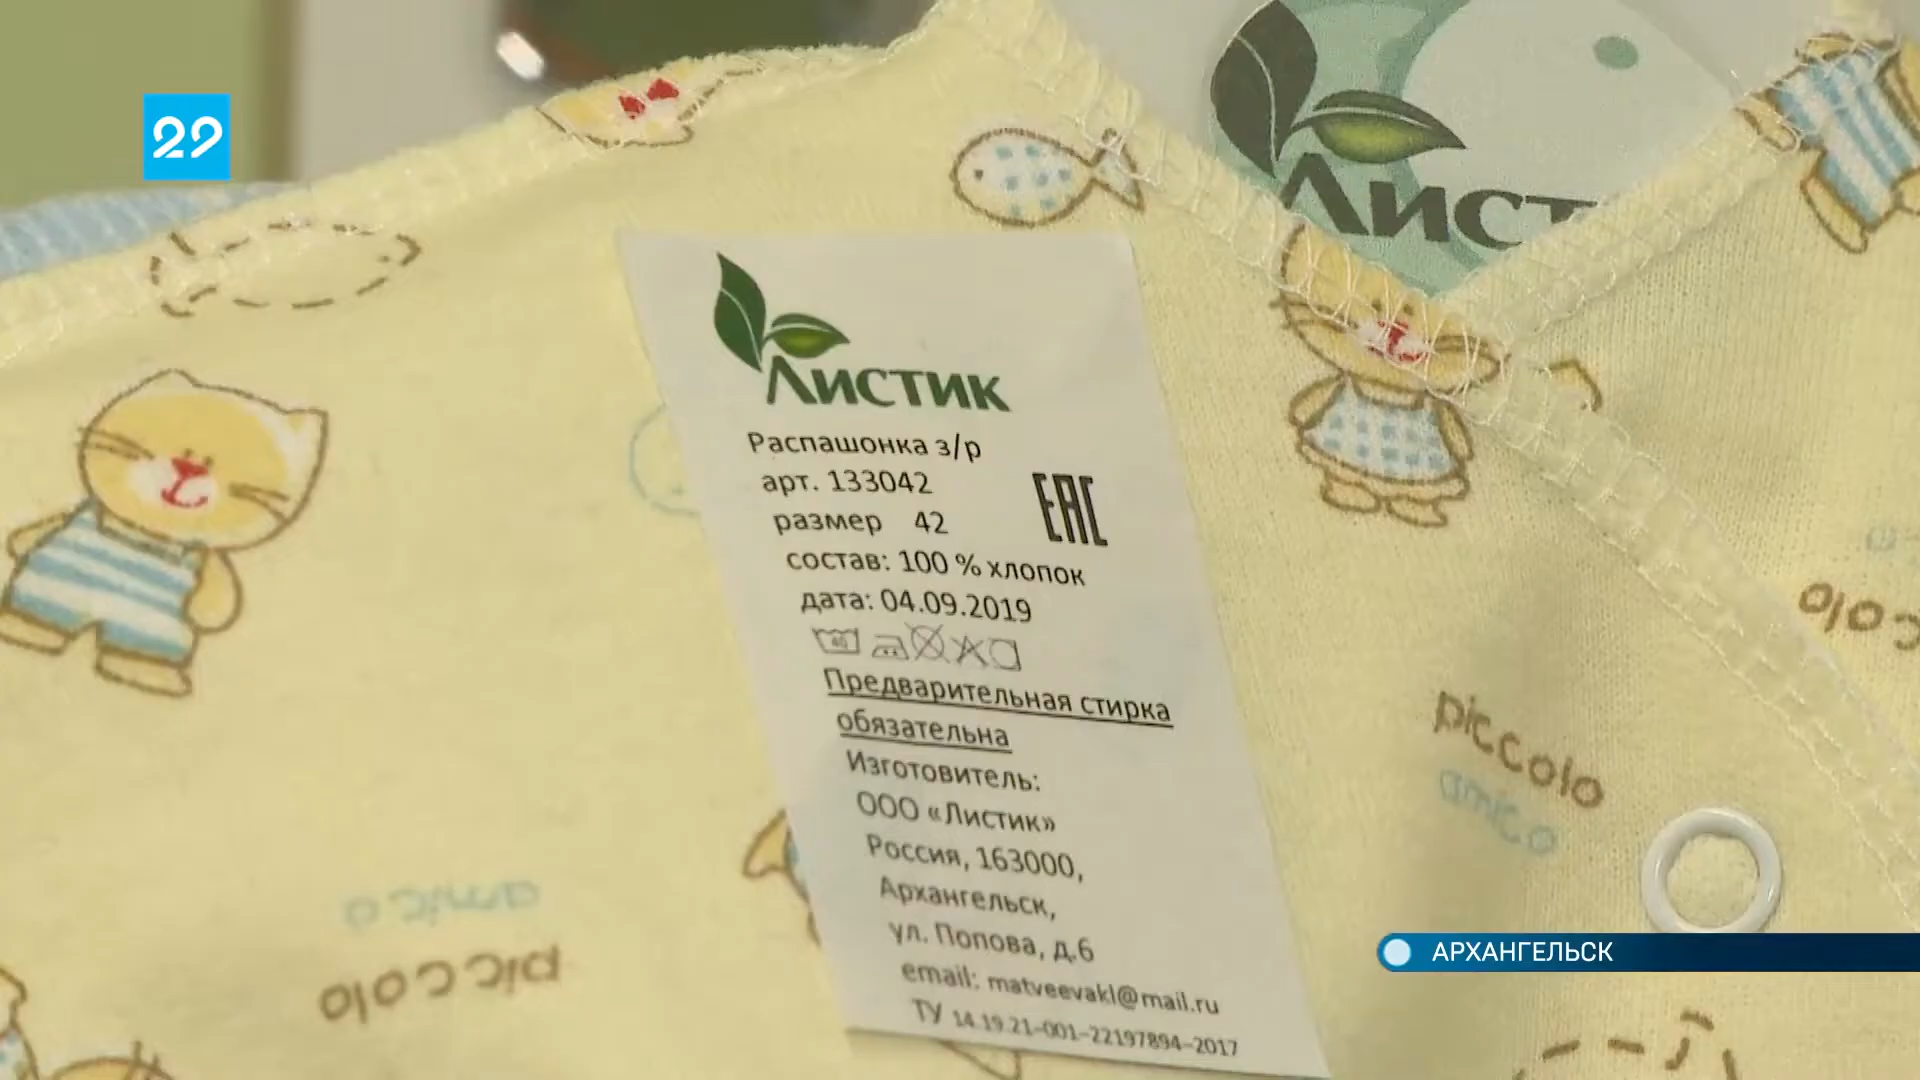 29
Листик
Листик
Распашонка з/р
арт. 133042
размер 42
EAC
состав: 100 % хлопок
дата: 04.09.2019
40
Предварительная стирка
обязательна
Изготовитель:
ООО «Листик»
Россия, 163000,
Архангельск,
ул. Попова, д.6
email: matveevakl@mail.ru
ТУ 14.19.21-001-22197894-2017
colo
piccolo
amico
amico
piccolo
АРХАНГЕЛЬСК